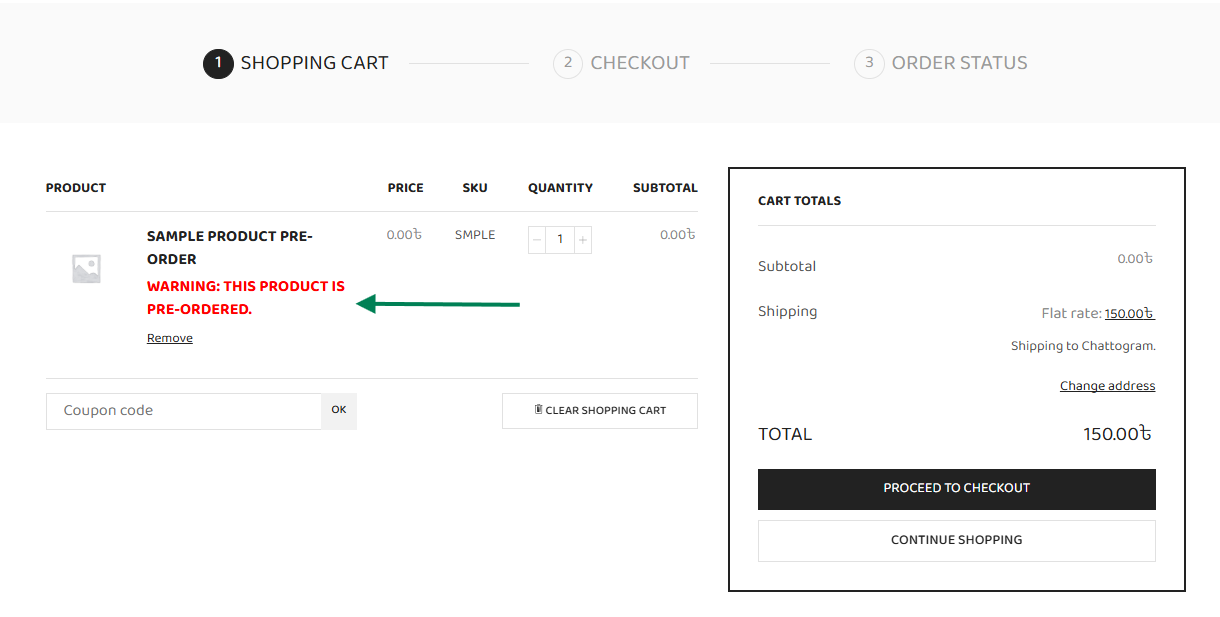 1 SHOPPING CART
2 CHECKOUT
3 ORDER STATUS
PRODUCT PRICE SKU QUANTITY SUBTOTAL
SAMPLE PRODUCT PRE-
ORDER
0.00৳ SMPLE − 1 + 0.00৳
WARNING: THIS PRODUCT IS
PRE-ORDERED.
Remove
Coupon code OK
CLEAR SHOPPING CART
CART TOTALS
Subtotal 0.00৳
Shipping Flat rate: 150.00৳
Shipping to Chattogram.
Change address
TOTAL 150.00৳
PROCEED TO CHECKOUT
CONTINUE SHOPPING